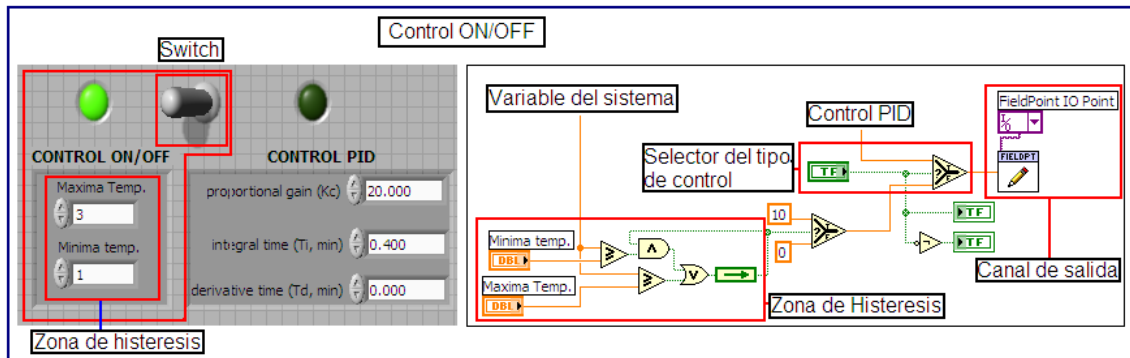 Control ON/OFF
Switch
CONTROL ON/OFF
CONTROL PID
Maxima Temp.
3
Minima temp.
1
proportional gain (Kc)
20.000
integral time (Ti, min)
0.400
derivative time (Td, min)
0.000
Zona de histeresis
Variable del sistema
Control PID
FieldPoint IO Point
I/O
FIELDPT
Selector del tipo
de control
TF
?
T
F
10
?
0
TF
TF
Minima temp.
DBL
Maxima Temp.
DBL
Λ
V
≥
≥
¬
Canal de salida
Zona de Histeresis